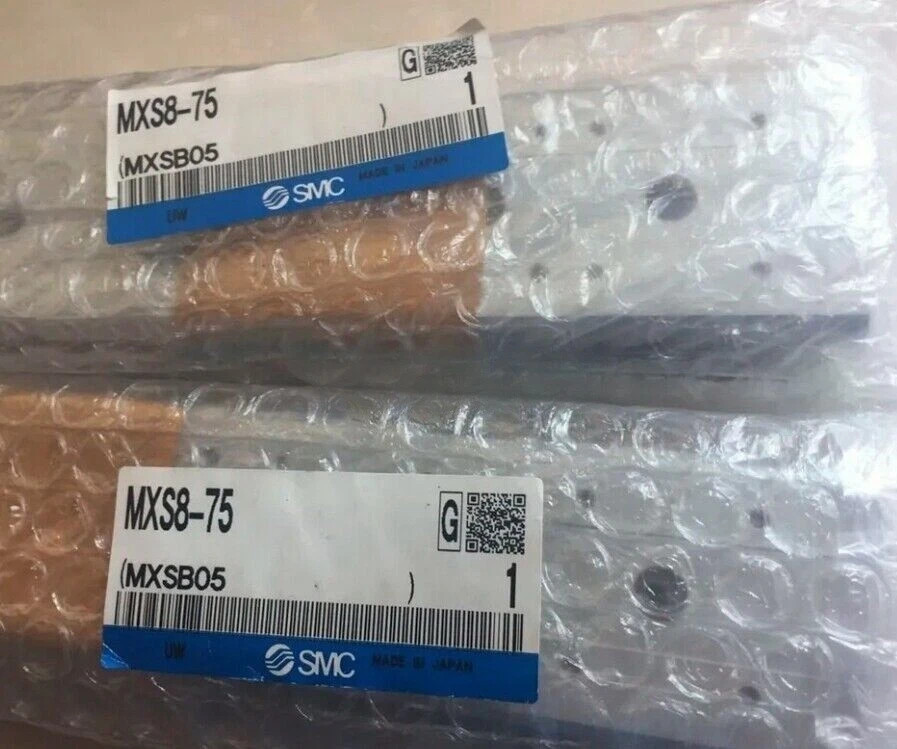 MXS8-75
G
(MXSB05 )
1
UW
SMC
MADE IN JAPAN
MXS8-75
G
(MXSB05 )
1
UW
SMC
MADE IN JAPAN